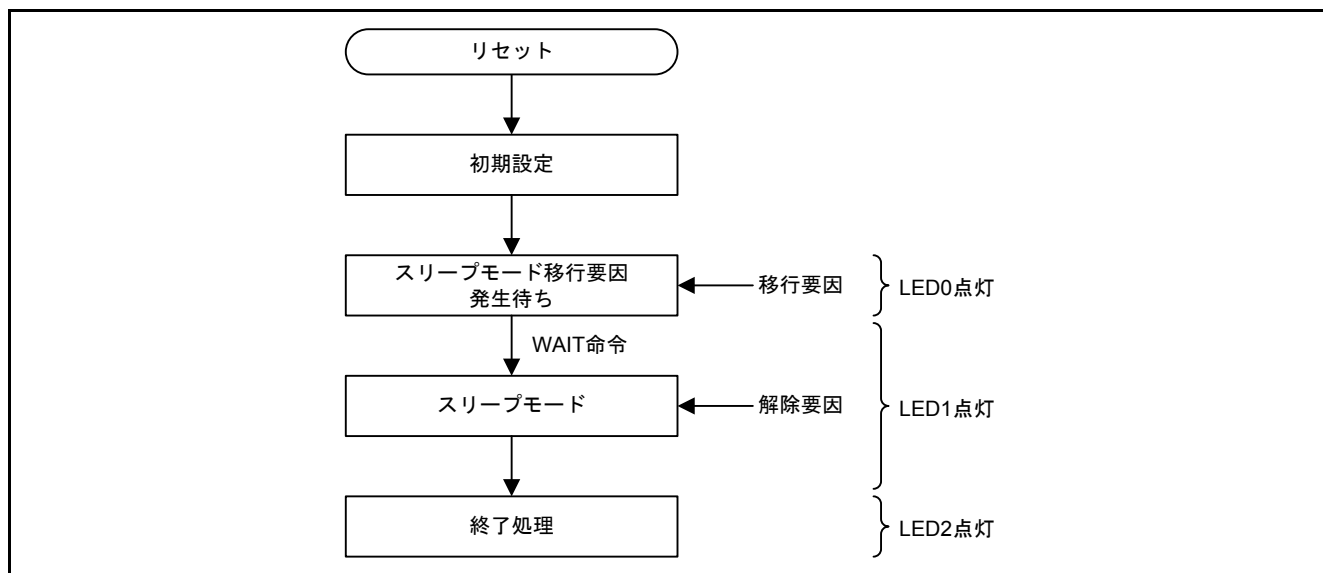 リセット
初期設定
スリープモード移行要因
発生待ち
移行要因
LED0点灯
WAIT命令
スリープモード
解除要因
LED1点灯
終了処理
LED2点灯